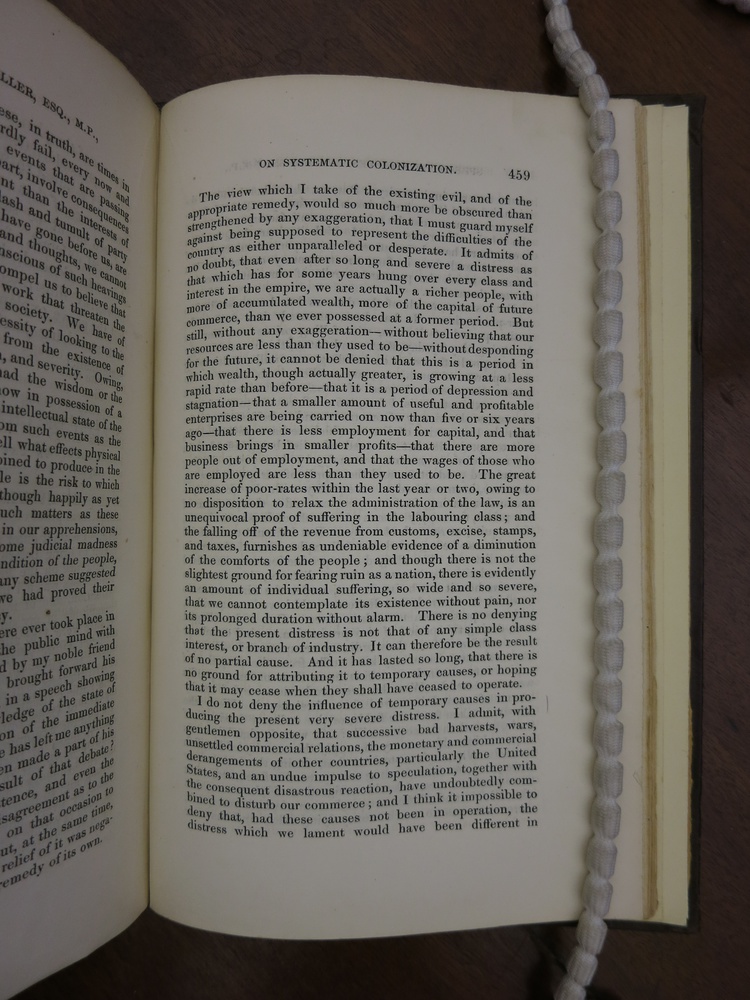 LLER, ESQ., M.P.,
ese, in truth, are times in
rdly fail, every now and
events that are passing
art, involve consequences
nt than the interests of
lash and tumult of party
have gone before us, are
and thoughts, we cannot
nscious of such heavings
ompel us to believe that
work that threaten the
society. We have of
essity of looking to the
from the existence of
, and severity. Owing,
had the wisdom or the
ow in possession of a
intellectual state of the
om such events as the
ell what effects physical
bined to produce in the
le is the risk to which
though happily as yet
uch matters as these
in our apprehensions,
ome judicial madness
ndition of the people,
any scheme suggested
we had proved their
y.
ere ever took place in
the public mind with
d by my noble friend
brought forward his
in a speech showing
ledge of the state of
on of the immediate
e has left me anything
en made a part of his
sult of that debate?
tence, and even the
sagreement as to the
on that occasion to
ut, at the same time,
relief of it was nega-
remedy of its own.
ON SYSTEMATIC COLONIZATION. 459
The view which I take of the existing evil, and of the
appropriate remedy, would so much more be obscured than
strengthened by any exaggeration, that I must guard myself
against being supposed to represent the difficulties of the
country as either unparalleled or desperate. It admits of
no doubt, that even after so long and severe a distress as
that which has for some years hung over every class and
interest in the empire, we are actually a richer people, with
more of accumulated wealth, more of the capital of future
commerce, than we ever possessed at a former period. But
still, without any exaggeration—without believing that our
resources are less than they used to be—without desponding
for the future, it cannot be denied that this is a period in
which wealth, though actually greater, is growing at a less
rapid rate than before—that it is a period of depression and
stagnation—that a smaller amount of useful and profitable
enterprises are being carried on now than five or six years
ago—that there is less employment for capital, and that
business brings in smaller profits—that there are more
people out of employment, and that the wages of those who
are employed are less than they used to be. The great
increase of poor-rates within the last year or two, owing to
no disposition to relax the administration of the law, is an
unequivocal proof of suffering in the labouring class; and
the falling off of the revenue from customs, excise, stamps,
and taxes, furnishes as undeniable evidence of a diminution
of the comforts of the people; and though there is not the
slightest ground for fearing ruin as a nation, there is evidently
an amount of individual suffering, so wide and so severe,
that we cannot contemplate its existence without pain, nor
its prolonged duration without alarm. There is no denying
that the present distress is not that of any simple class
interest, or branch of industry. It can therefore be the result
of no partial cause. And it has lasted so long, that there is
no ground for attributing it to temporary causes, or hoping
that it may cease when they shall have ceased to operate.
I do not deny the influence of temporary causes in pro-
ducing the present very severe distress. I admit, with
gentlemen opposite, that successive bad harvests, wars,
unsettled commercial relations, the monetary and commercial
derangements of other countries, particularly the United
States, and an undue impulse to speculation, together with
the consequent disastrous reaction, have undoubtedly com-
bined to disturb our commerce; and I think it impossible to
deny that, had these causes not been in operation, the
distress which we lament would have been different in